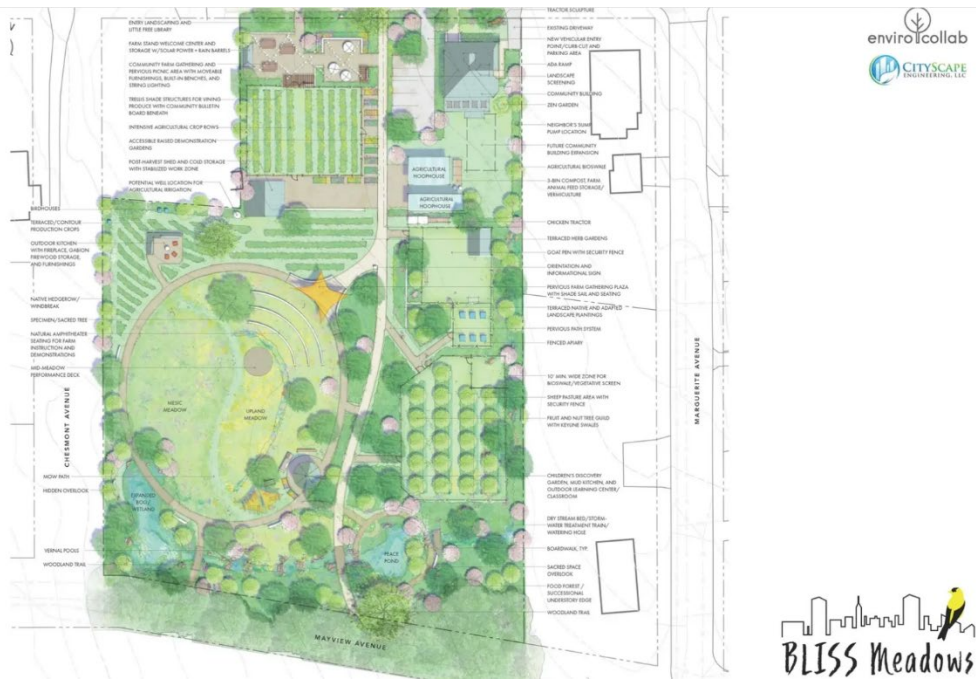 TRACTOR SCULPTURE
ENTRY LANDSCAPING AND
LITTLE FREE LIBRARY
FARM STAND WELCOME CENTER AND
STORAGE W/SOLAR POWER + RAIN BARRELS
COMMUNITY FARM GATHERING AND
PERVIOUS PICNIC AREA WITH MOVEABLE
FURNISHINGS, BUILT-IN BENCHES, AND
STRING LIGHTING
TRELLIS SHADE STRUCTURES FOR VINING
PRODUCE WITH COMMUNITY BULLETIN
BOARD BENEATH
INTENSIVE AGRICULTURAL CROP ROWS
ACCESSIBLE RAISED DEMONSTRATION
GARDENS
POST-HARVEST SHED AND COLD STORAGE
WITH STABILIZED WORK ZONE
POTENTIAL WELL LOCATION FOR
AGRICULTURAL IRRIGATION
BIRDHOUSES
TERRACED/CONTOUR
PRODUCTION CROPS
OUTDOOR KITCHEN
WITH FIREPLACE, GABION
FIREWOOD STORAGE,
AND FURNISHINGS
NATIVE HEDGEROW/
WINDBREAK
SPECIMEN/SACRED TREE
NATURAL AMPHITHEATER
SEATING FOR FARM
INSTRUCTION AND
DEMONSTRATIONS
MID-MEADOW
PERFORMANCE DECK
CHESMONT AVENUE
MOW PATH
HIDDEN OVERLOOK
VERNAL POOLS
WOODLAND TRAIL
AGRICULTURAL
HOOPHOUSE
AGRICULTURAL
HOOPHOUSE
MESIC
MEADOW
UPLAND
MEADOW
EXPANDED
WETLAND
PEACE
POND
MAYVIEW AVENUE
EXISTING DRIVEWAY
NEW VEHICULAR ENTRY
POINT/CURB-CUT AND
PARKING AREA
ADA RAMP
LANDSCAPE
SCREENING
COMMUNITY BUILDING
ZEN GARDEN
NEIGHBOR'S SUMP
PUMP LOCATION
FUTURE COMMUNITY
BUILDING EXPANSION
AGRICULTURAL BIOSWALE
3-BIN COMPOST, FARM
ANIMAL FEED STORAGE/
VERMICULTURE
CHICKEN TRACTOR
TERRACED HERB GARDENS
GOAT PEN WITH SECURITY FENCE
ORIENTATION AND
INFORMATIONAL SIGN
PERVIOUS FARM GATHERING PLAZA
WITH SHADE SAIL AND SEATING
TERRACED NATIVE AND ADAPTED
LANDSCAPE PLANTINGS
PERVIOUS PATH SYSTEM
FENCED APIARY
10' MIN. WIDE ZONE FOR
BIOSWALE/VEGETATIVE SCREEN
SHEEP PASTURE AREA WITH
SECURITY FENCE
FRUIT AND NUT TREE GUILD
WITH KEYLINE SWALES
CHILDREN'S DISCOVERY
GARDEN, MUD KITCHEN, AND
OUTDOOR LEARNING CENTER/
CLASSROOM
DRY STREAM BED/STORM-
WATER TREATMENT TRAIN/
WATERING HOLE
BOARDWALK, TYP.
SACRED SPACE
OVERLOOK
FOOD FOREST /
SUCCESSIONAL
UNDERSTORY EDGE
WOODLAND TRAIL
MARGUERITE AVENUE
envirocollab
CITYSCAPE
ENGINEERING, LLC
BLISS Meadows